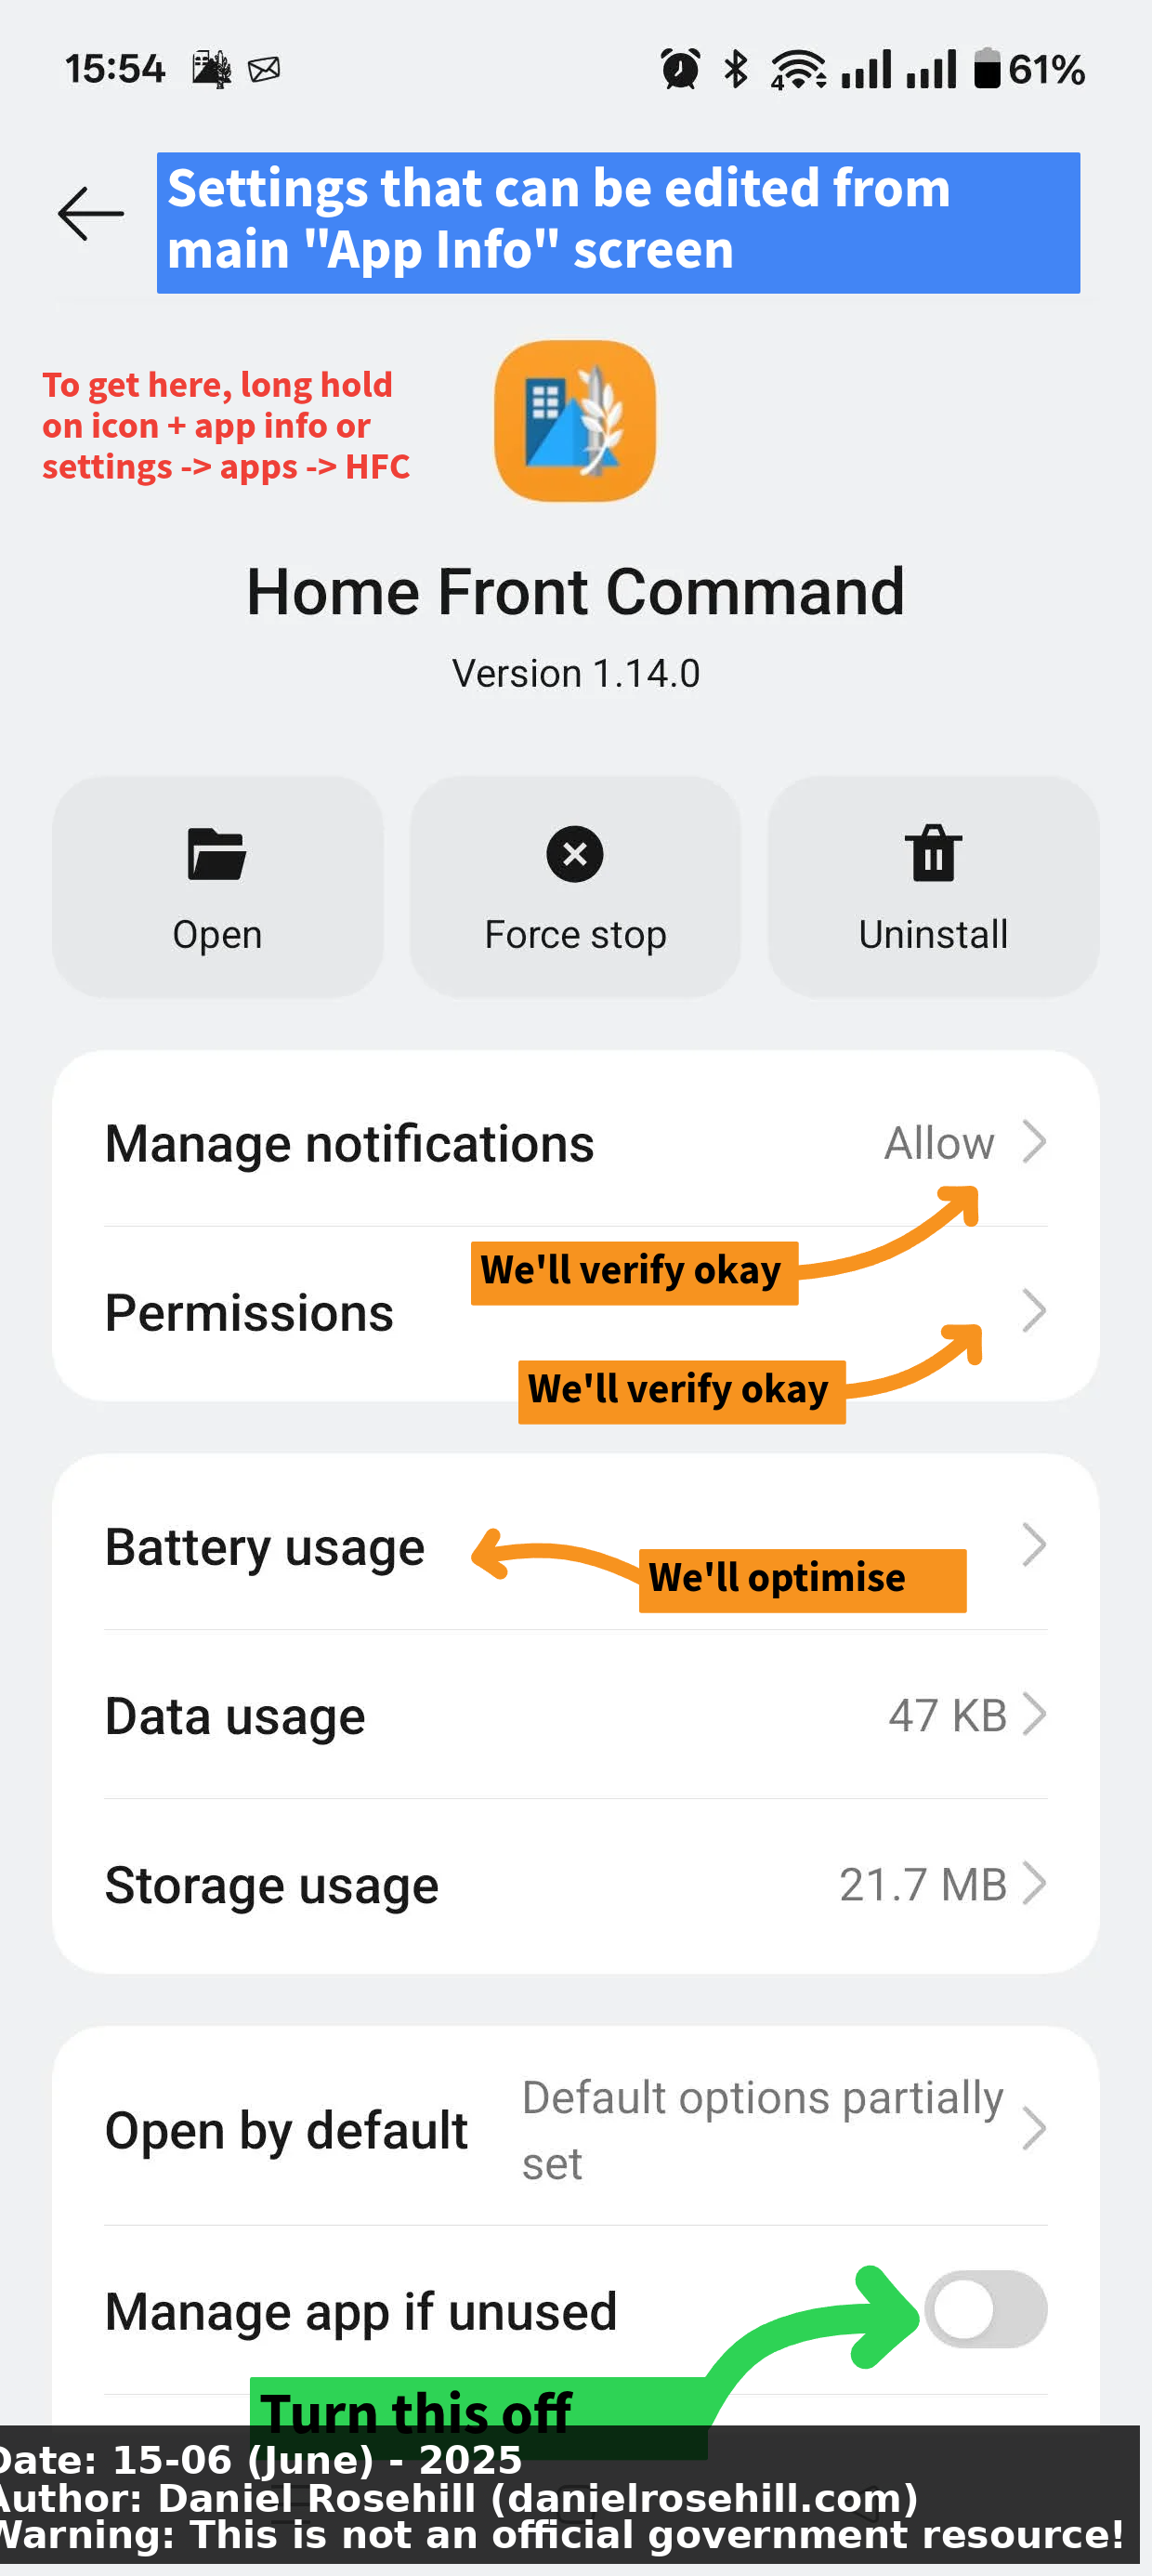 15:54
4
61%
Settings that can be edited from
main "App Info" screen
To get here, long hold
on icon + app info or
settings -> apps -> HFC
Home Front Command
Version 1.14.0
Open
Force stop
Uninstall
Manage notifications
Allow
We'll verify okay
Permissions
We'll verify okay
Battery usage
We'll optimise
Data usage
47 KB
Storage usage
21.7 MB
Open by default
Default options partially
set
Manage app if unused
Turn this off
Date: 15-06 (June) - 2025
Author: Daniel Rosehill (danielrosehill.com)
Warning: This is not an official government resource!